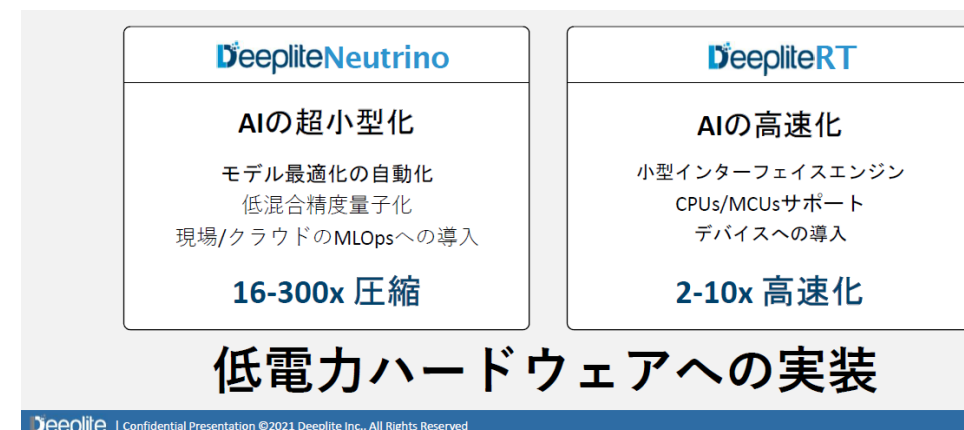 DeepliteNeutrino
AIの超小型化
モデル最適化の自動化
低混合精度量子化
現場/クラウドのMLOpsへの導入
16-300x 圧縮
DeepliteRT
AIの高速化
小型インターフェイスエンジン
CPUs/MCUsサポート
デバイスへの導入
2-10x 高速化
低電力ハードウェアへの実装
Deeplite | Confidential Presentation ©2021 Deeplite Inc., All Rights Reserved